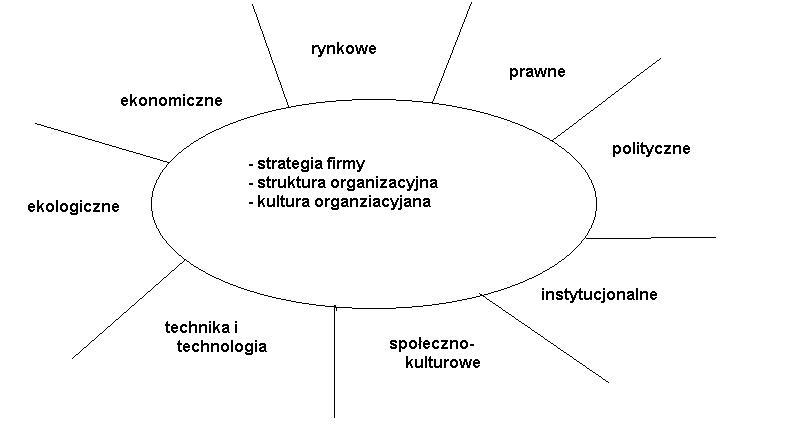 rynkowe
prawne
ekonomiczne
polityczne
- strategia firmy
- struktura organizacyjna
- kultura organziacyjana
ekologiczne
instytucjonalne
technika i
technologia
społeczno-
kulturowe